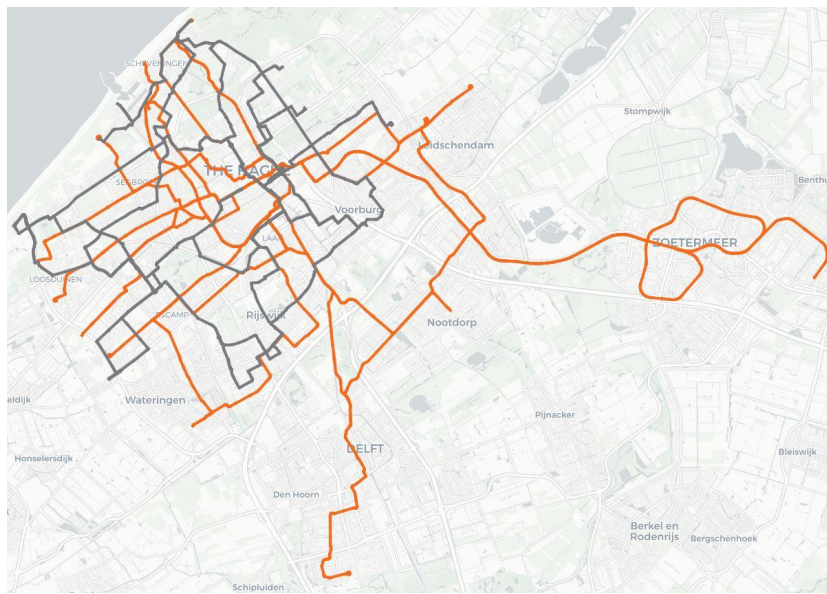 SCHEVENINGEN
Stompwijk
Leidschendam
THE HAGUE
Benthu
SEGBROEK
Voorburg
LAAK
ZOETERMEER
LOOSDUINEN
ESCAMP
Rijswijk
Nootdorp
eldijk
Wateringen
Pijnacker
DELFT
Honselersdijk
Bleiswijk
Den Hoorn
Berkel en
Rodenrijs
Bergschenhoek
Schipluiden